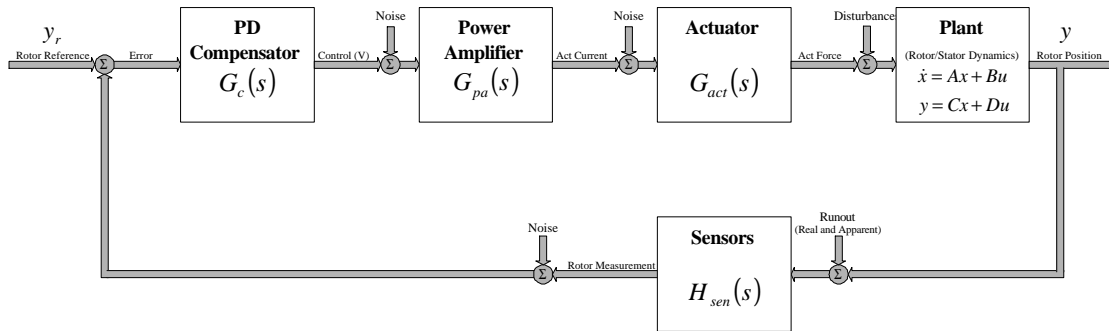 y_r
Rotor Reference
Σ
Error
PD
Compensator
G_c(s)
Control (V)
Noise
Σ
Power
Amplifier
G_pa(s)
Act Current
Noise
Σ
Actuator
G_act(s)
Act Force
Disturbance
Σ
Plant
(Rotor/Stator Dynamics)
ẋ = Ax + Bu
y = Cx + Du
y
Rotor Position
Runout
(Real and Apparent)
Σ
Sensors
H_sen(s)
Rotor Measurement
Noise
Σ